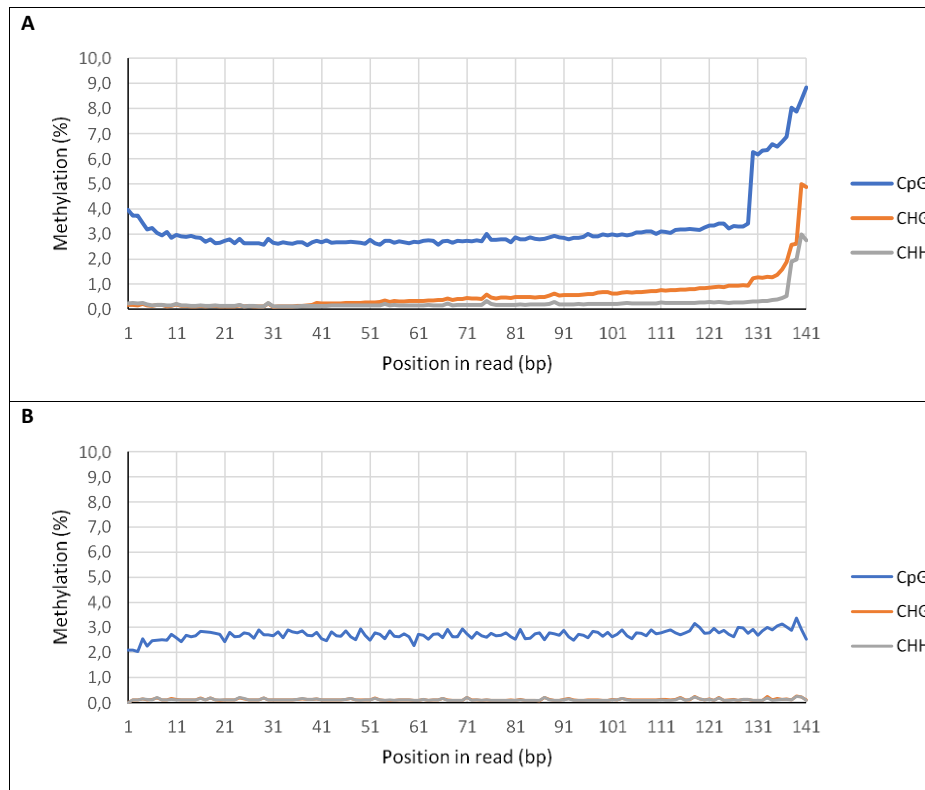 A
10,0
9,0
8,0
7,0
6,0
5,0
4,0
3,0
2,0
1,0
0,0
Methylation (%)
1 11 21 31 41 51 61 71 81 91 101 111 121 131 141
Position in read (bp)
CpG
CHG
CHH
B
10,0
9,0
8,0
7,0
6,0
5,0
4,0
3,0
2,0
1,0
0,0
Methylation (%)
1 11 21 31 41 51 61 71 81 91 101 111 121 131 141
Position in read (bp)
CpG
CHG
CHH